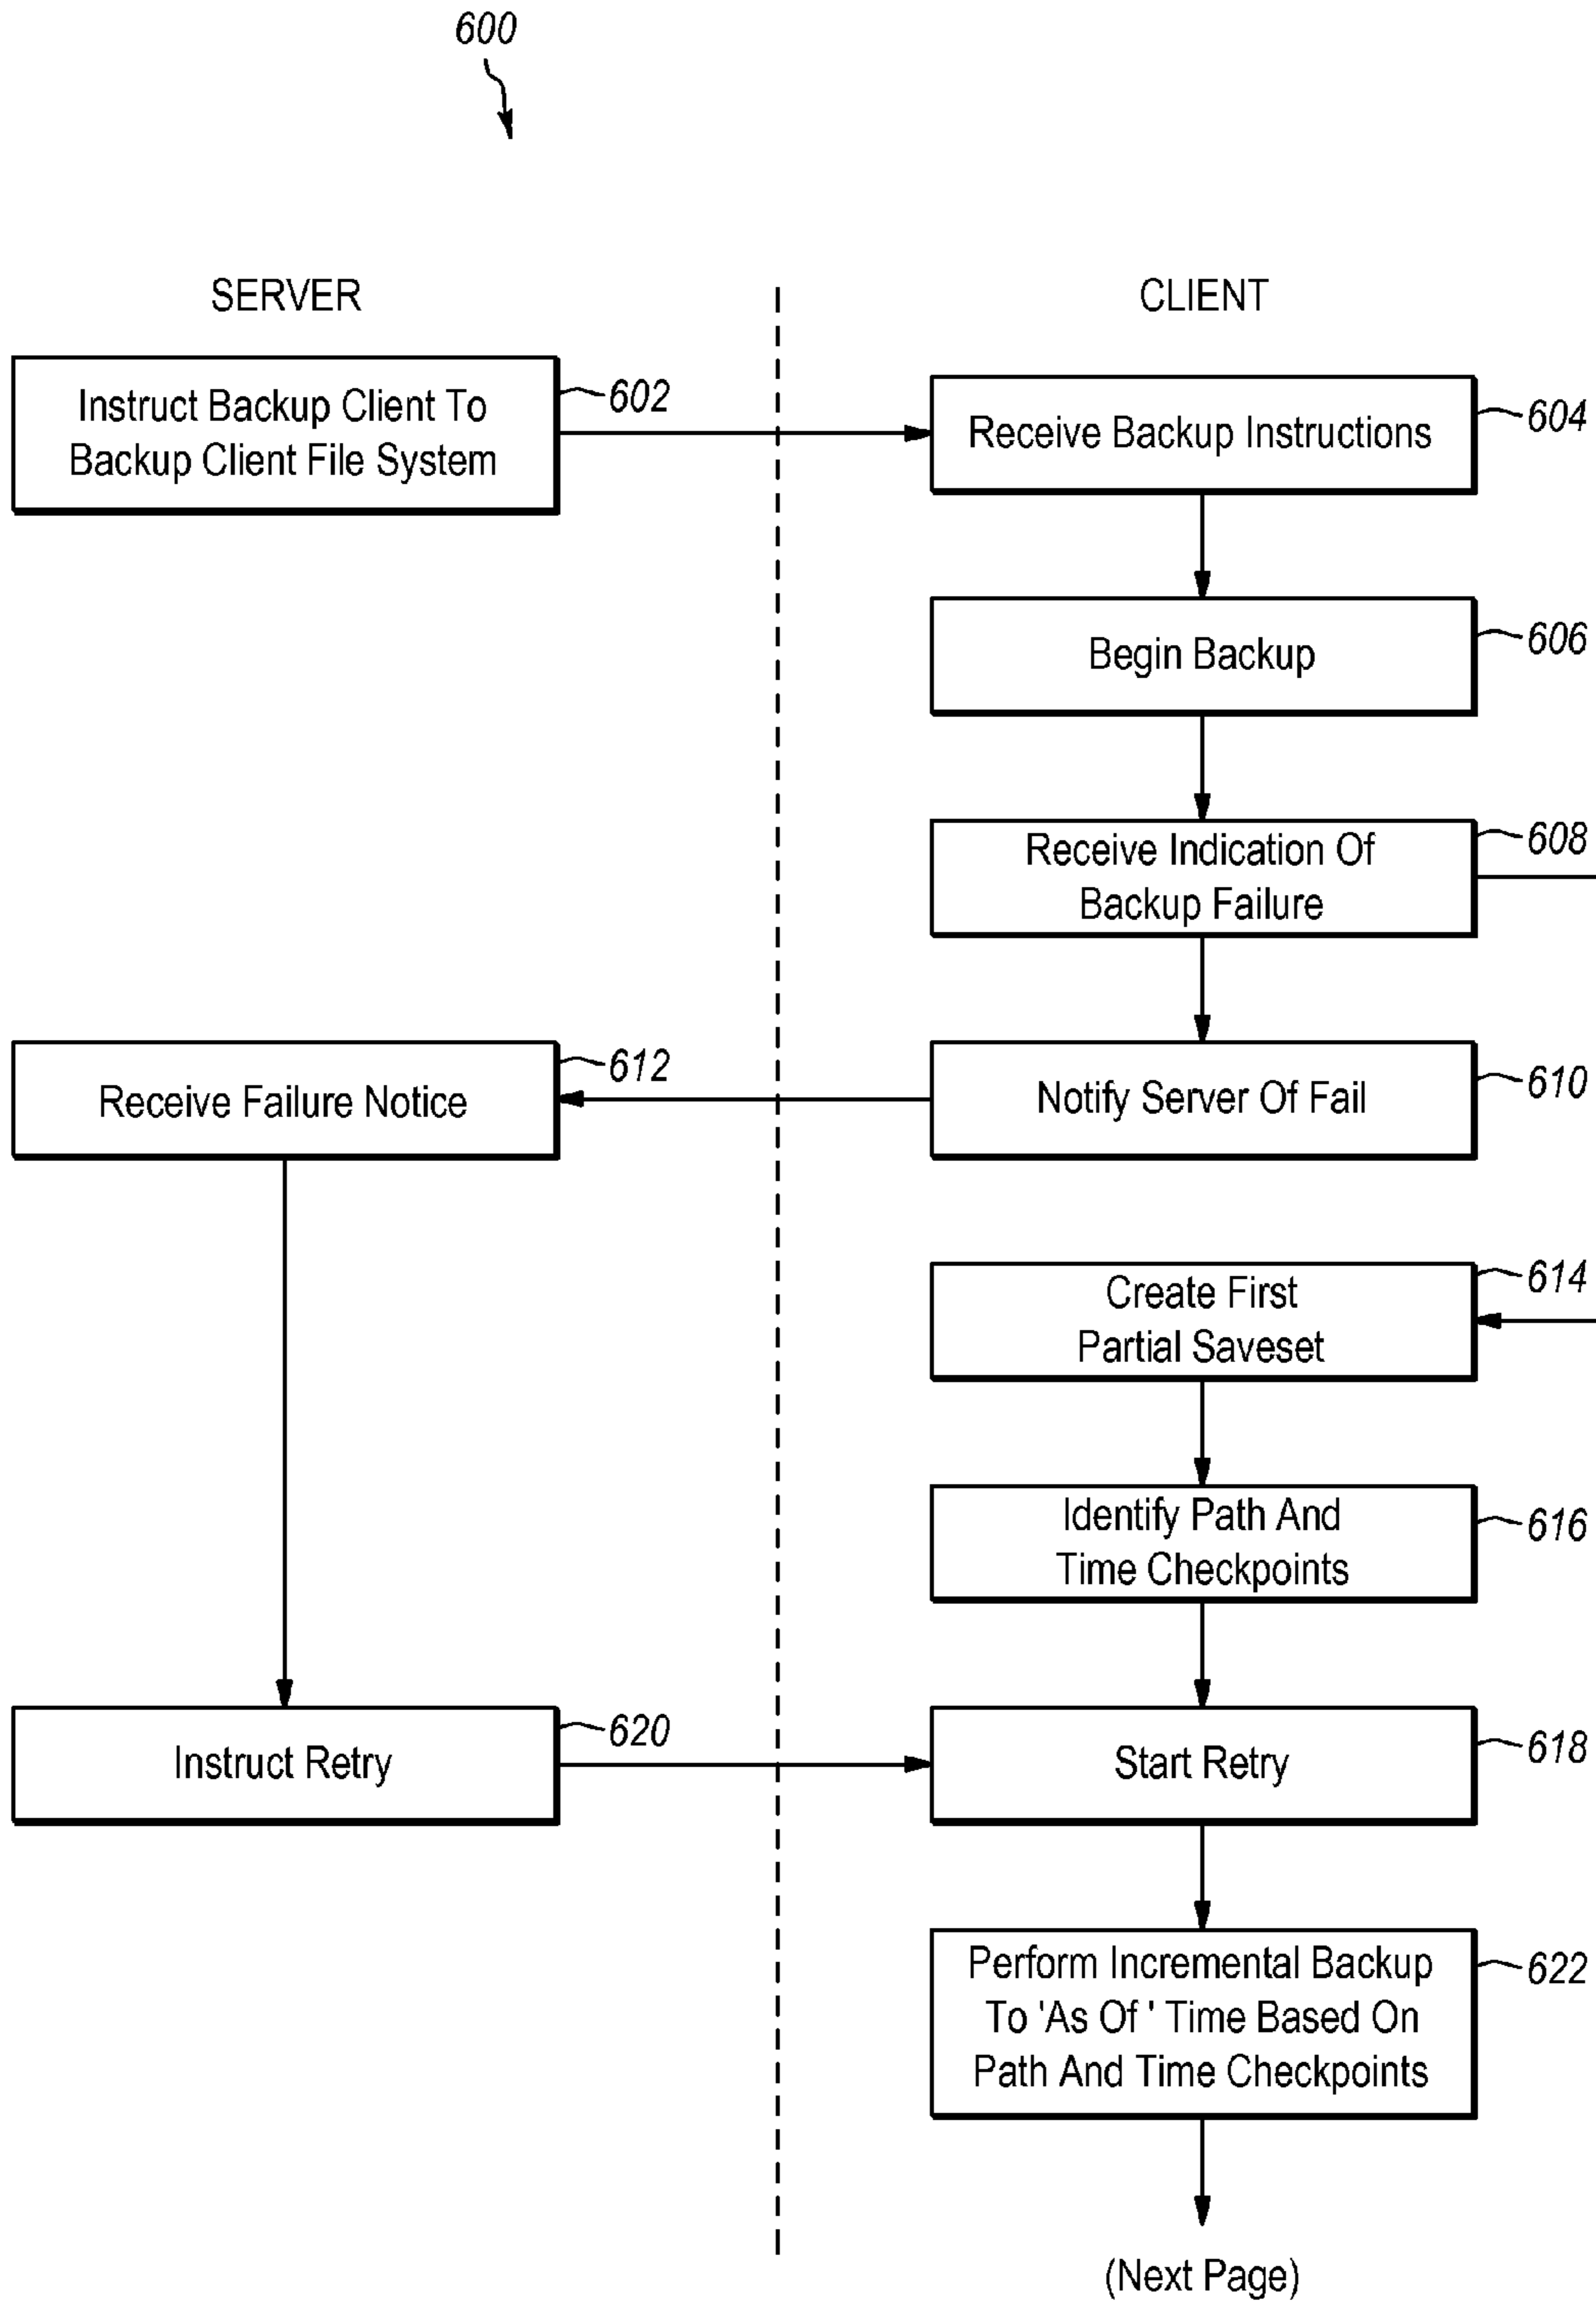 600
SERVER
CLIENT
Instruct Backup Client To
Backup Client File System
602
Receive Backup Instructions
604
Begin Backup
606
Receive Indication Of
Backup Failure
608
Receive Failure Notice
612
Notify Server Of Fail
610
Create First
Partial Saveset
614
Identify Path And
Time Checkpoints
616
Instruct Retry
620
Start Retry
618
Perform Incremental Backup
To 'As Of ' Time Based On
Path And Time Checkpoints
622
(Next Page)